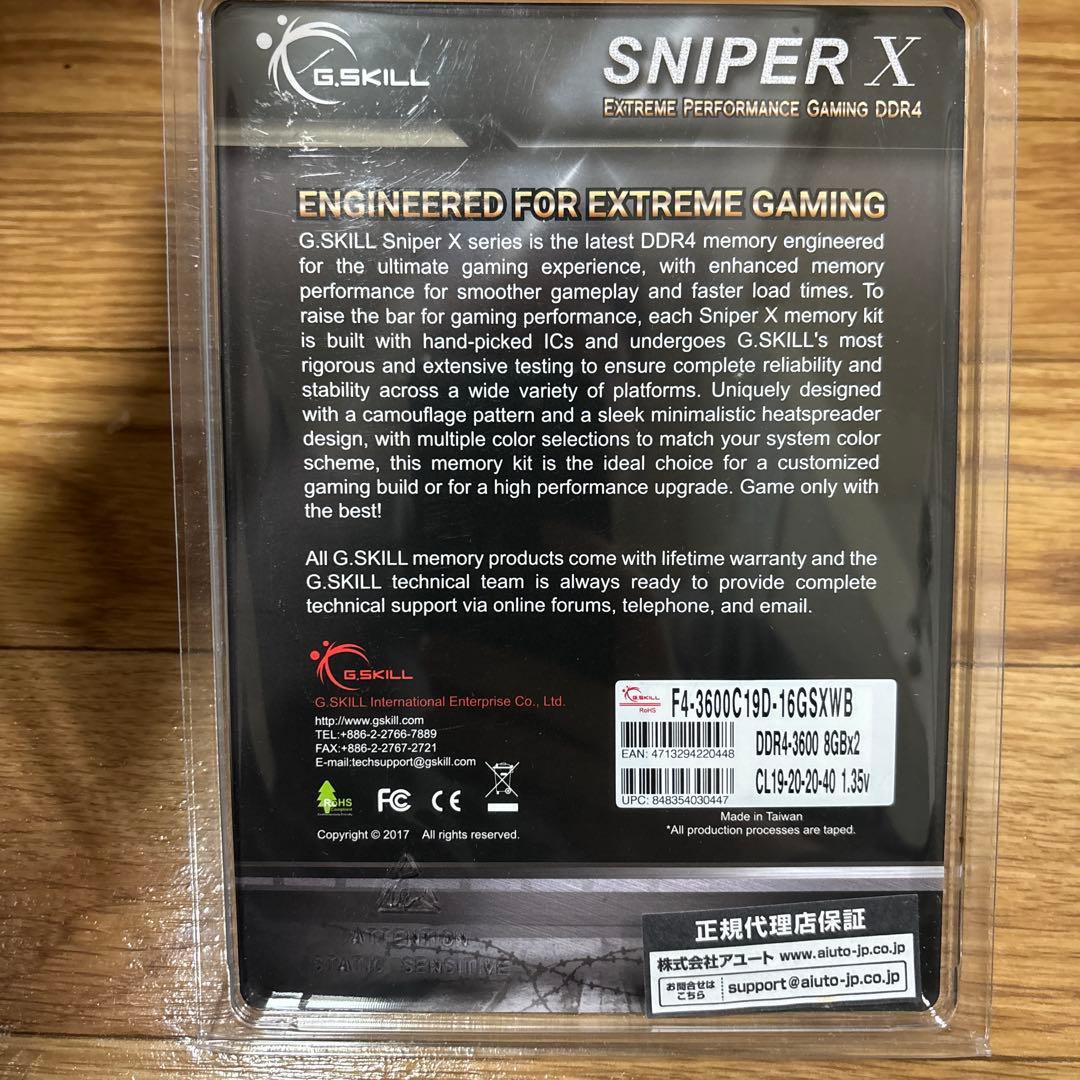 G.SKILL
SNIPER X
EXTREME PERFORMANCE GAMING DDR4
ENGINEERED FOR EXTREME GAMING
G.SKILL Sniper X series is the latest DDR4 memory engineered
for the ultimate gaming experience, with enhanced memory
performance for smoother gameplay and faster load times. To
raise the bar for gaming performance, each Sniper X memory kit
is built with hand-picked ICs and undergoes G.SKILL's most
rigorous and extensive testing to ensure complete reliability and
stability across a wide variety of platforms. Uniquely designed
with a camouflage pattern and a sleek minimalistic heatspreader
design, with multiple color selections to match your system color
scheme, this memory kit is the ideal choice for a customized
gaming build or for a high performance upgrade. Game only with
the best!
All G.SKILL memory products come with lifetime warranty and the
G.SKILL technical team is always ready to provide complete
technical support via online forums, telephone, and email.
G.SKILL
G.SKILL International Enterprise Co., Ltd.
http://www.gskill.com
TEL:+886-2-2766-7889
FAX:+886-2-2767-2721
E-mail:techsupport@gskill.com
RoHS
FC CE
Copyright © 2017 All rights reserved.
G.SKILL
RoHS
F4-3600C19D-16GSXWB
EAN: 4713294220448
DDR4-3600 8GBx2
CL19-20-20-40 1.35v
UPC: 848354030447
Made in Taiwan
*All production processes are taped.
ATTENTION
STATIC SENSITIVE
正規代理店保証
株式会社アユート www.aiuto-jp.co.jp
お問合せは
こちら
support@aiuto-jp.co.jp